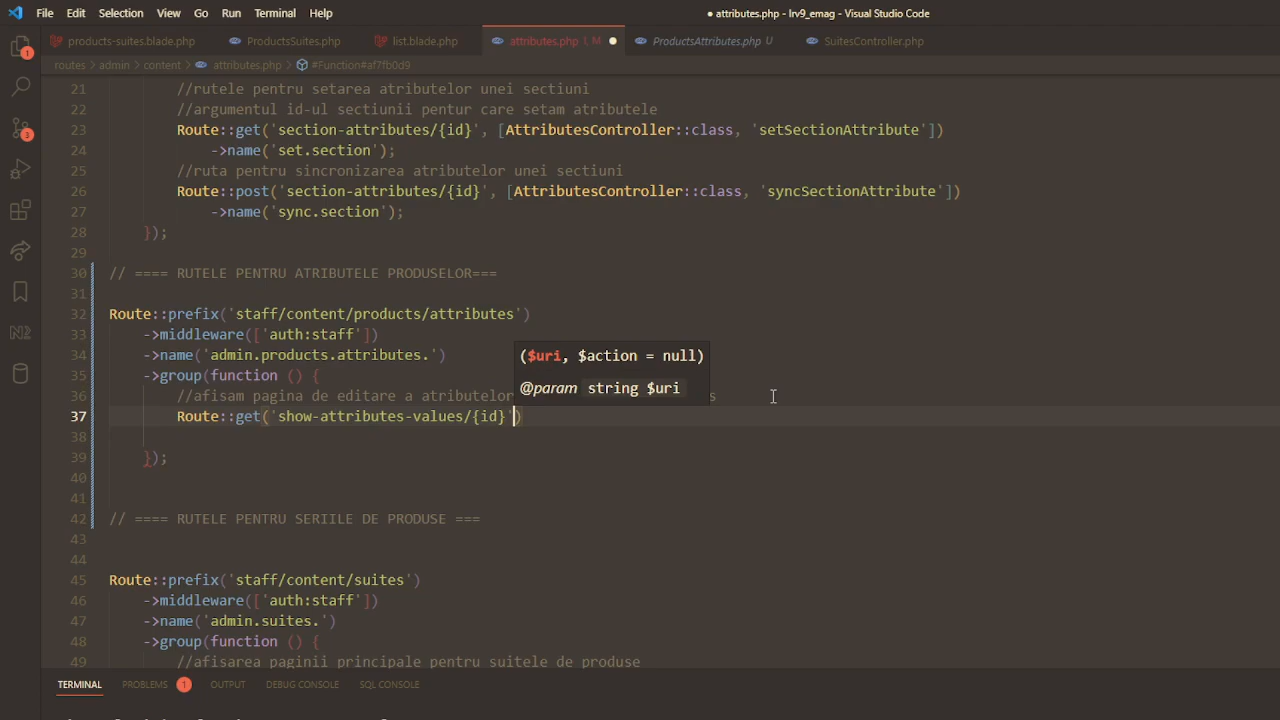 File Edit Selection View Go Run Terminal Help
● attributes.php - lrv9_emag - Visual Studio Code
products-suites.blade.php ProductsSuites.php list.blade.php attributes.php 1, M ● ProductsAttributes.php U SuitesController.php
routes > admin > content > attributes.php > #Function#af7fb0d9
21 //rutele pentru setarea atributelor unei sectiuni
22 //argumentul id-ul sectiunii pentur care setam atributele
23 Route::get('section-attributes/{id}', [AttributesController::class, 'setSectionAttribute'])
24 ->name('set.section');
25 //ruta pentru sincronizarea atributelor unei sectiuni
26 Route::post('section-attributes/{id}', [AttributesController::class, 'syncSectionAttribute'])
27 ->name('sync.section');
28 });
29
30 // ==== RUTELE PENTRU ATRIBUTELE PRODUSELOR===
31
32 Route::prefix('staff/content/products/attributes')
33 ->middleware(['auth:staff'])
34 ->name('admin.products.attributes.')
($uri, $action = null)
35 ->group(function () {
@param string $uri
36 //afisam pagina de editare a atributelor s
37 Route::get('show-attributes-values/{id}')
38
39 });
40
41
42 // ==== RUTELE PENTRU SERIILE DE PRODUSE ===
43
44
45 Route::prefix('staff/content/suites')
46 ->middleware(['auth:staff'])
47 ->name('admin.suites.')
48 ->group(function () {
49 //afisarea paginii principale pentru suitele de produse
TERMINAL PROBLEMS 1 OUTPUT DEBUG CONSOLE SQL CONSOLE
1
3
N2